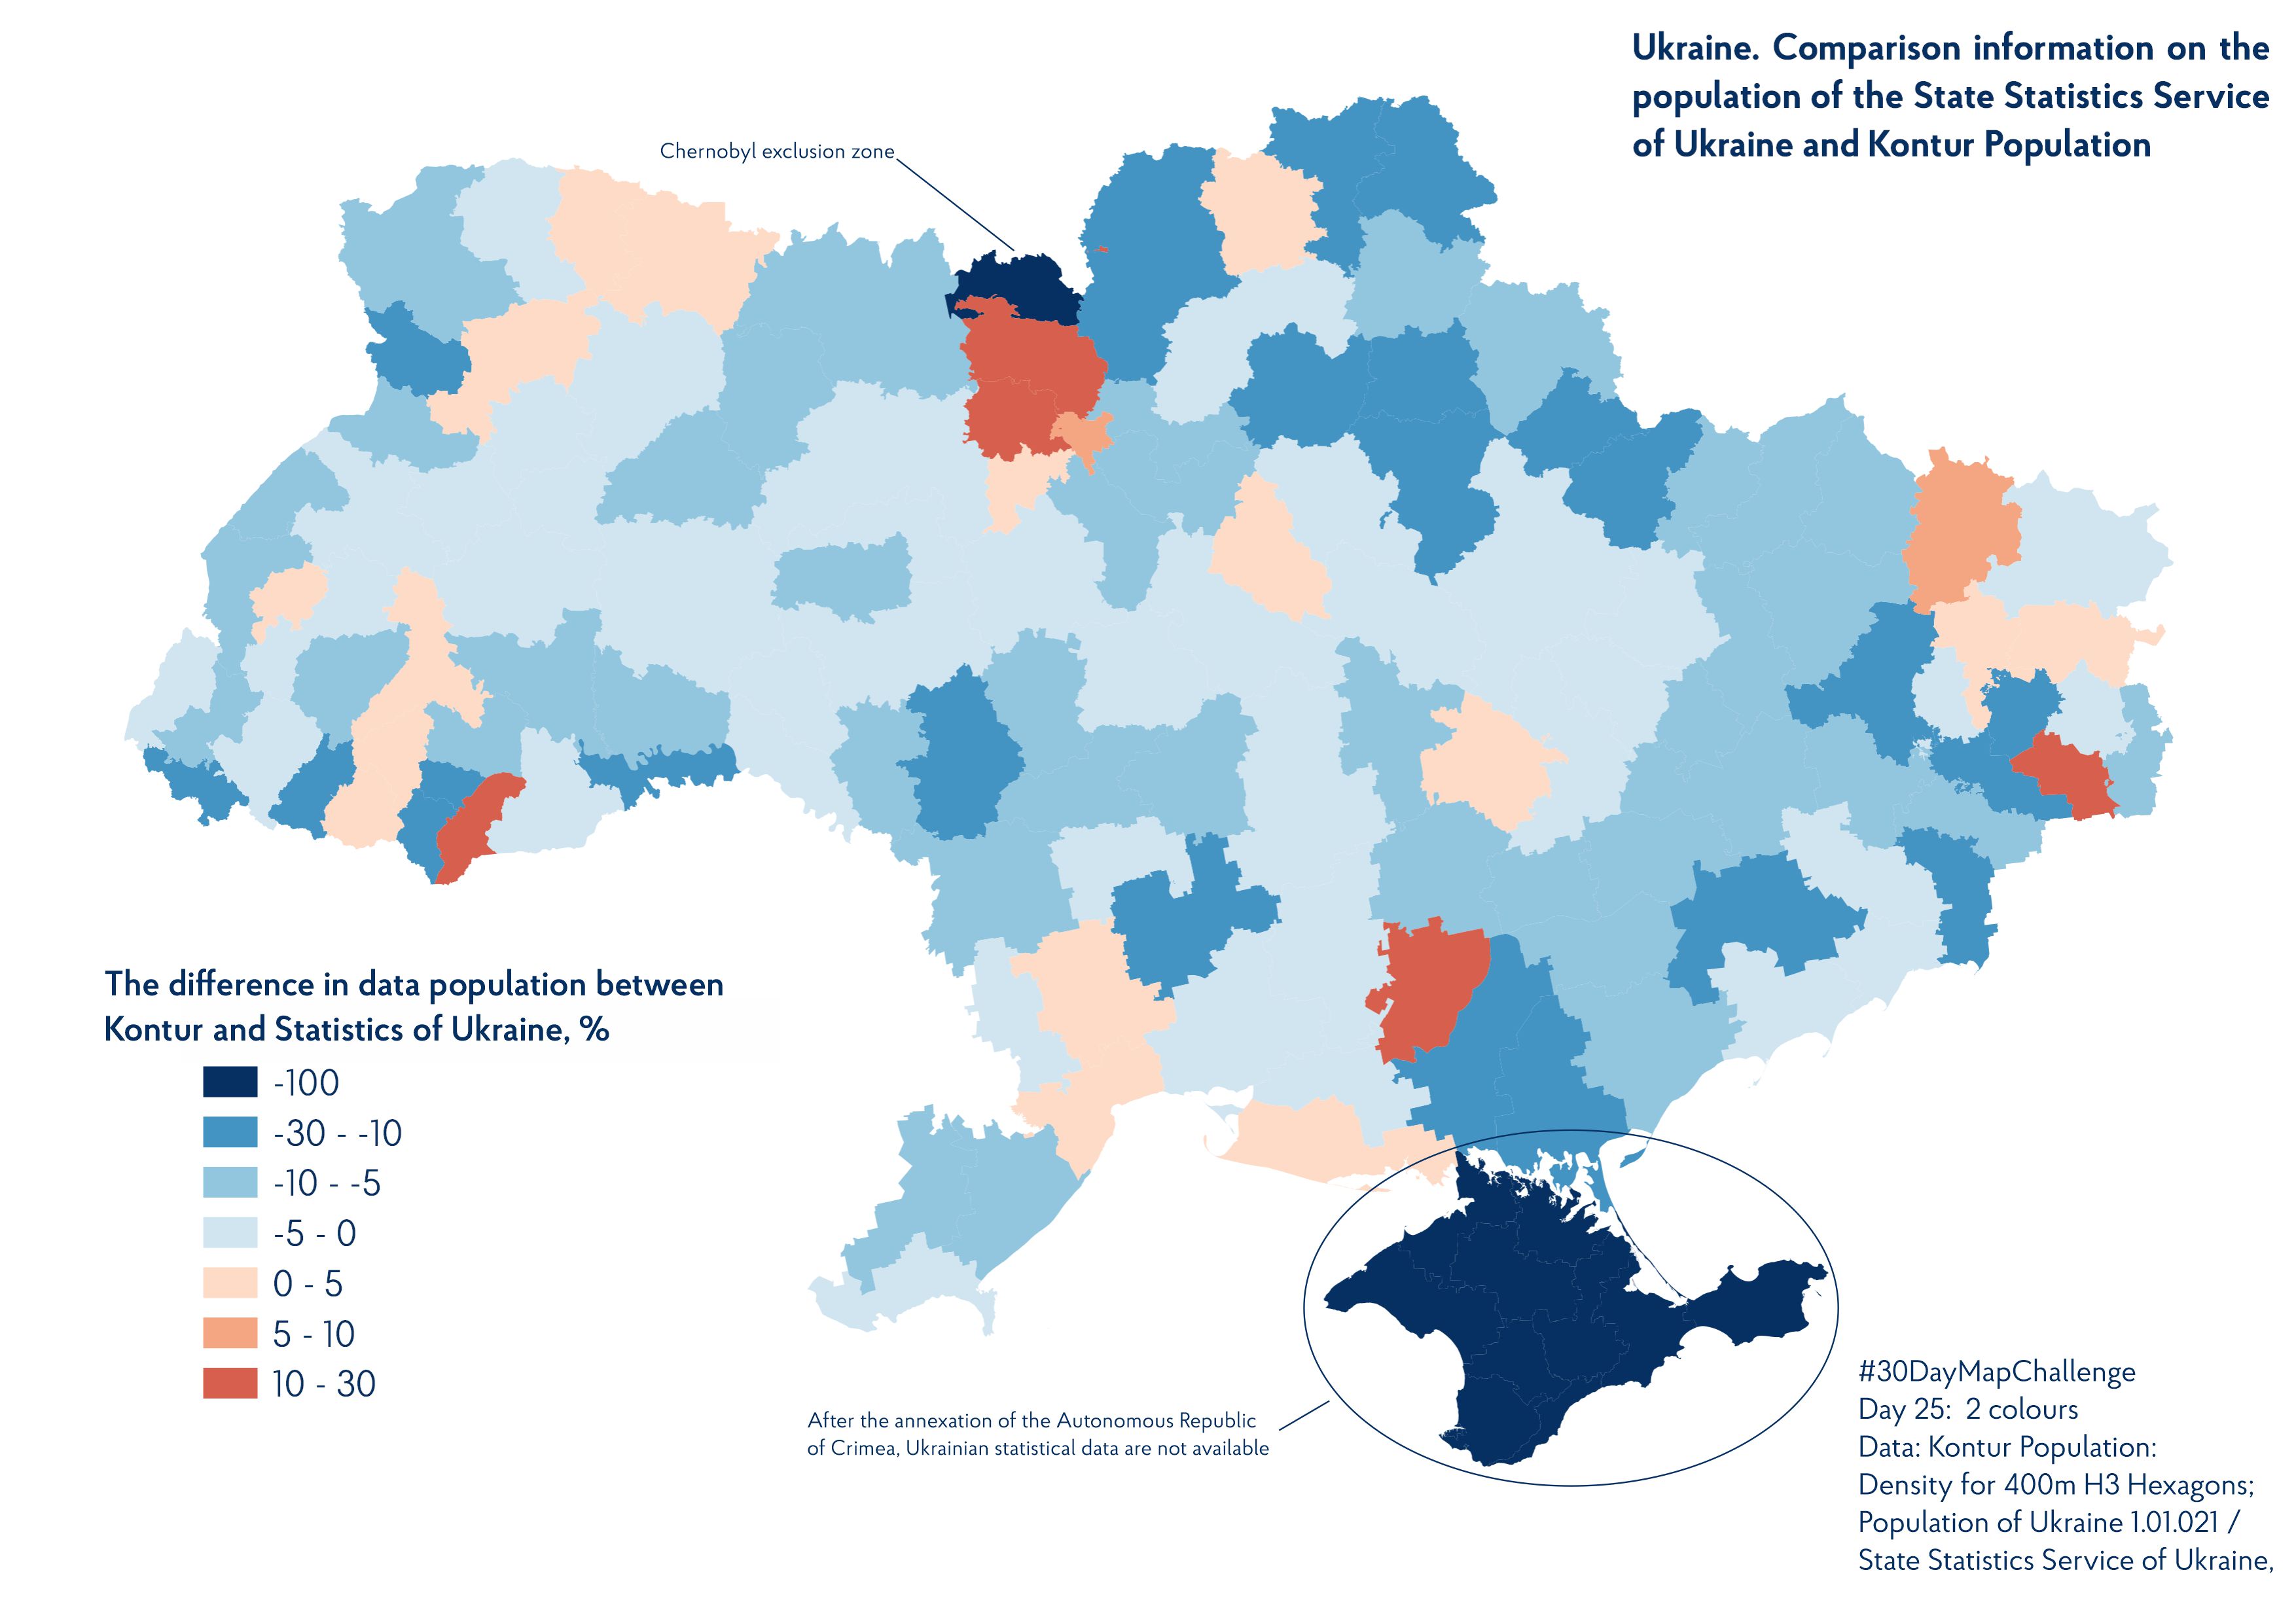 Ukraine. Comparison information on the
population of the State Statistics Service
of Ukraine and Kontur Population
Chernobyl exclusion zone
The difference in data population between
Kontur and Statistics of Ukraine, %
-100
-30 - -10
-10 - -5
-5 - 0
0 - 5
5 - 10
10 - 30
After the annexation of the Autonomous Republic
of Crimea, Ukrainian statistical data are not available
#30DayMapChallenge
Day 25: 2 colours
Data: Kontur Population:
Density for 400m H3 Hexagons;
Population of Ukraine 1.01.021 /
State Statistics Service of Ukraine,